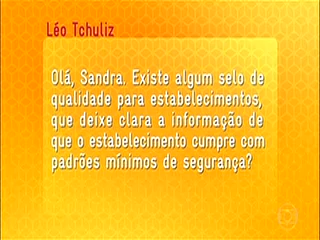 Léo Tchuliz
Olá, Sandra. Existe algum selo de
qualidade para estabelecimentos,
que deixe clara a informação de
que o estabelecimento cumpre com
padrões mínimos de segurança?